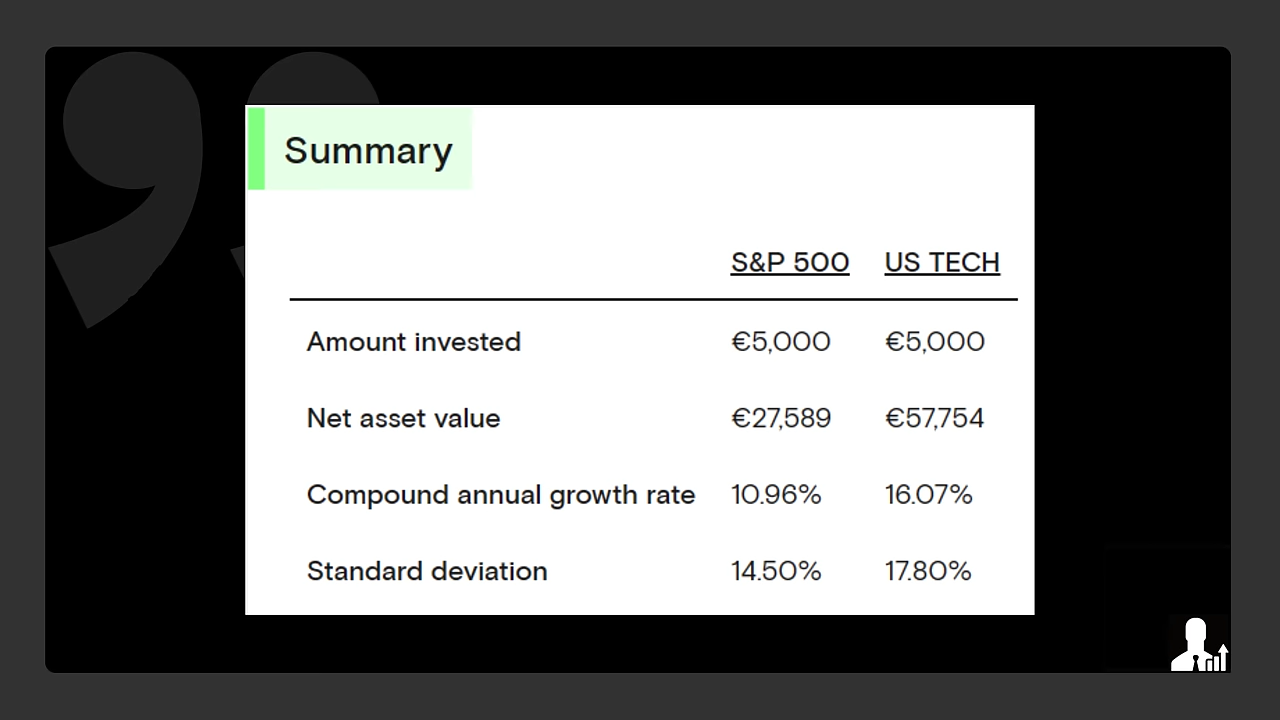 Summary
S&P 500 US TECH
Amount invested €5,000 €5,000
Net asset value €27,589 €57,754
Compound annual growth rate 10.96% 16.07%
Standard deviation 14.50% 17.80%